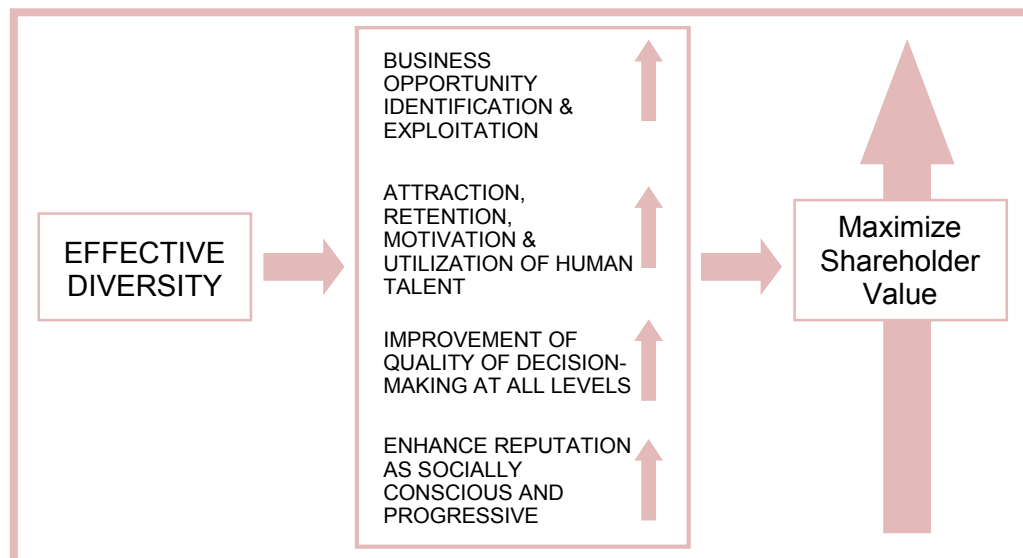 EFFECTIVE
DIVERSITY
BUSINESS
OPPORTUNITY
IDENTIFICATION &
EXPLOITATION
ATTRACTION,
RETENTION,
MOTIVATION &
UTILIZATION OF HUMAN
TALENT
IMPROVEMENT OF
QUALITY OF DECISION-
MAKING AT ALL LEVELS
ENHANCE REPUTATION
AS SOCIALLY
CONSCIOUS AND
PROGRESSIVE
Maximize
Shareholder
Value